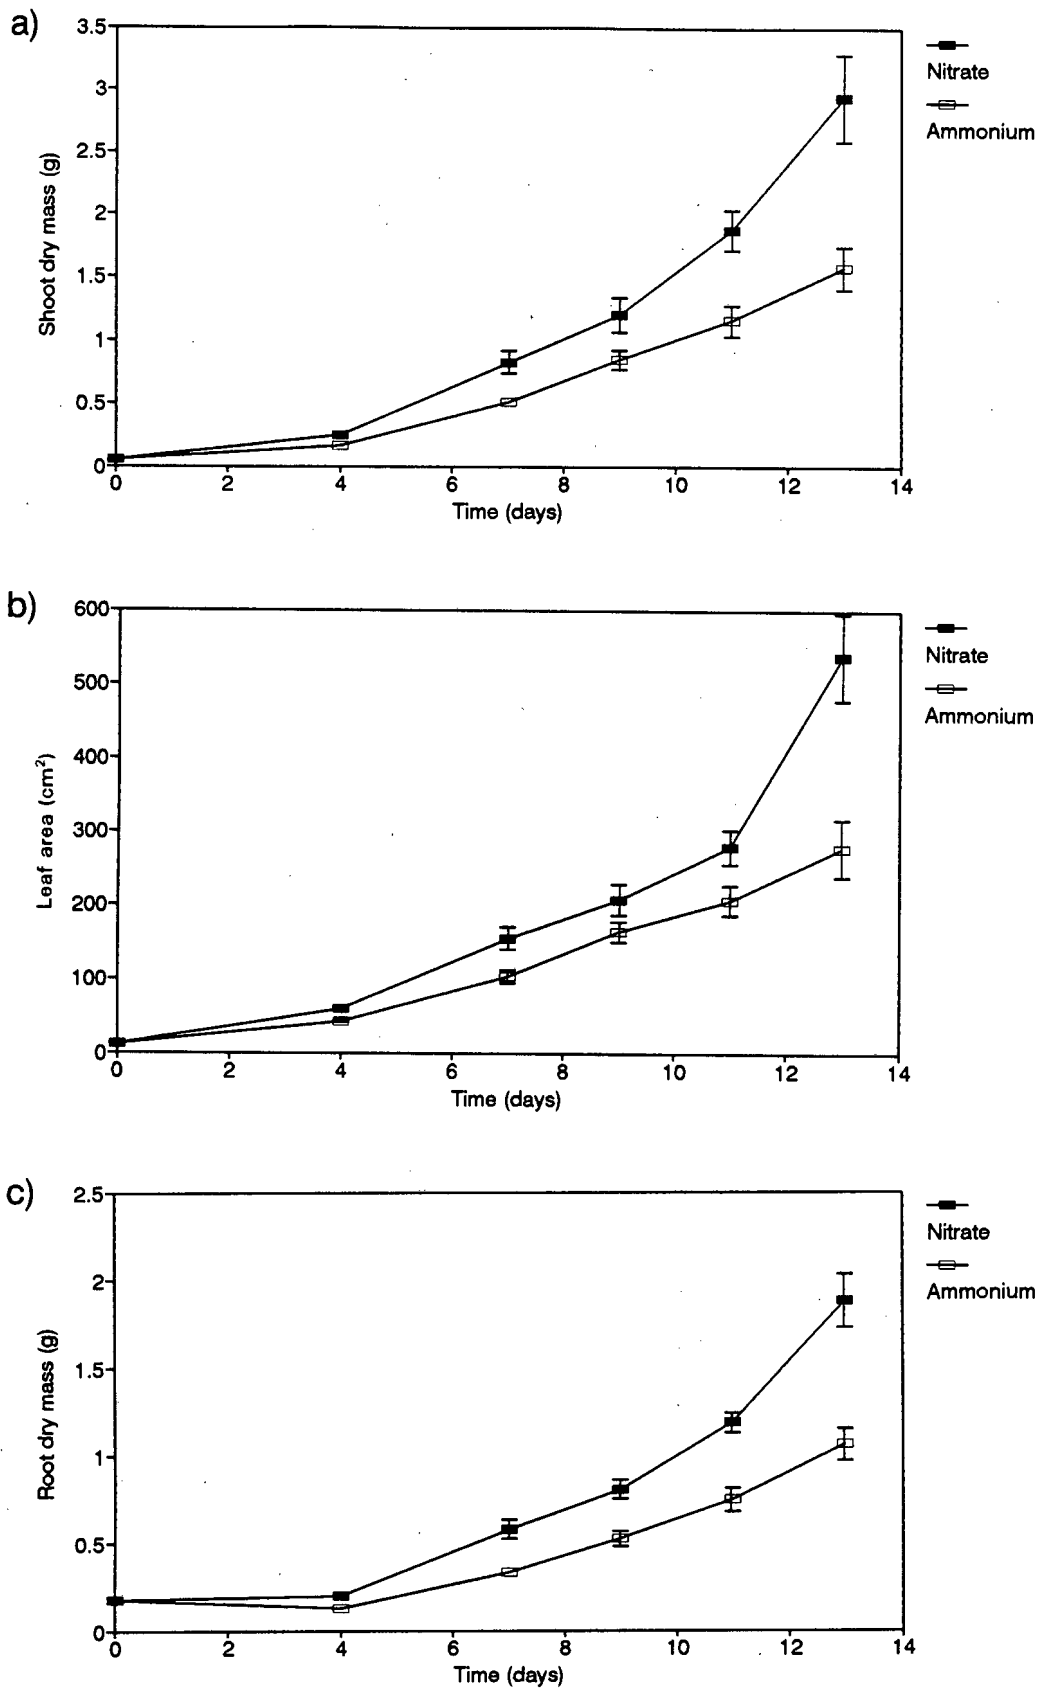 a)
3.5
3
2.5
2
1.5
1
0.5
0
Shoot dry mass (g)
0 2 4 6 8 10 12 14
Time (days)
Nitrate
Ammonium
b)
600
500
400
300
200
100
0
Leaf area (cm²)
0 2 4 6 8 10 12 14
Time (days)
Nitrate
Ammonium
c)
2.5
2
1.5
1
0.5
0
Root dry mass (g)
0 2 4 6 8 10 12 14
Time (days)
Nitrate
Ammonium